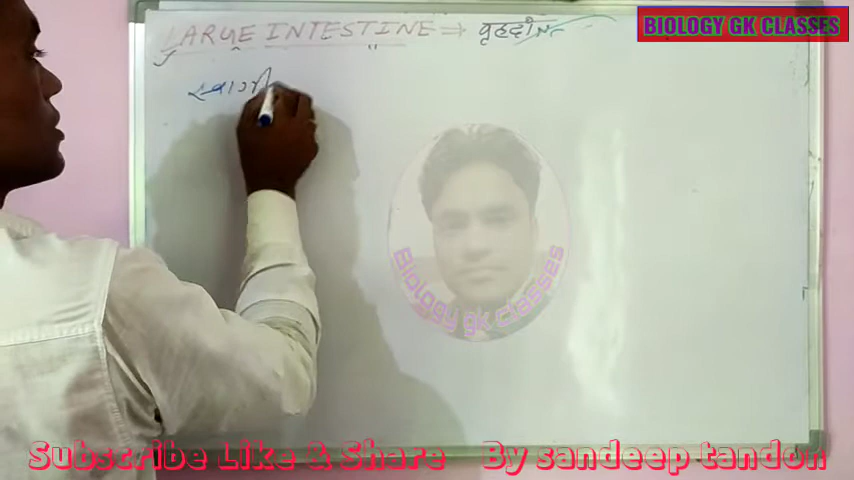 LARGE INTESTINE ⇒ वृहदाँत्र
BIOLOGY GK CLASSES
Biology gk classes
Subscribe Like & Share By sandeep tandon